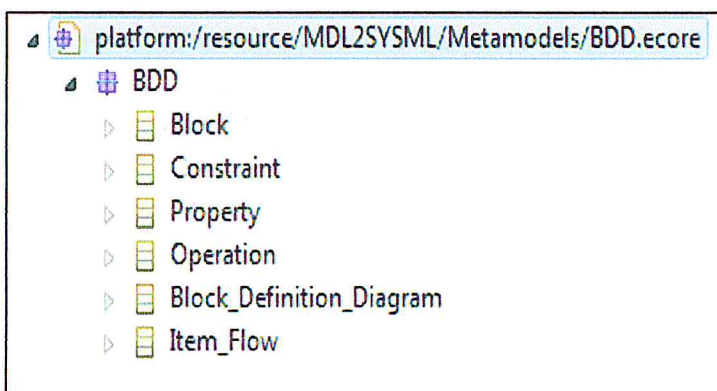 platform:/resource/MDL2SYSML/Metamodels/BDD.ecore
BDD
Block
Constraint
Property
Operation
Block_Definition_Diagram
Item_Flow